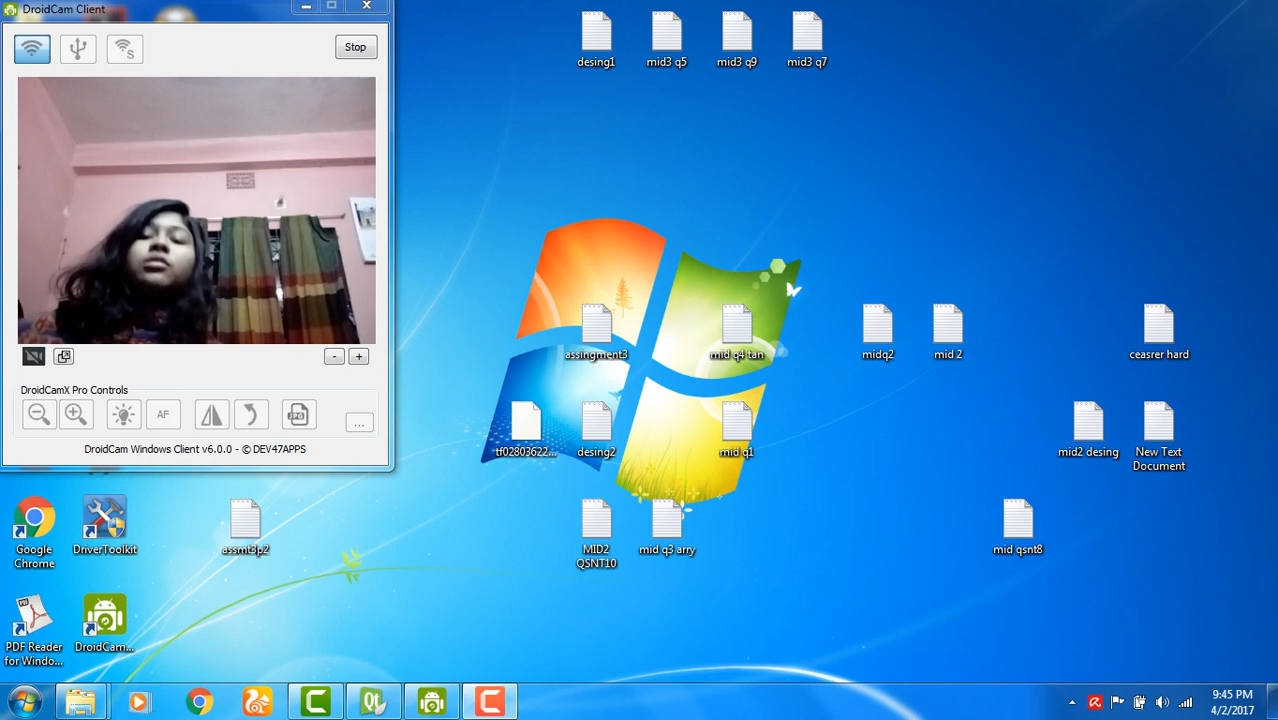 DroidCam Client
S
Stop
-
+
DroidCamX Pro Controls
AF
JPG
...
DroidCam Windows Client v6.0.0 - © DEV47APPS
desing1
mid3 q5
mid3 q9
mid3 q7
assingment3
mid q4 tan
midq2
mid 2
ceasrer hard
tf02803622...
desing2
mid q1
mid2 desing
New Text
Document
Google
Chrome
DriverToolkit
assmt3p2
MID2
QSNT10
mid q3 arry
mid qsnt8
PDF Reader
for Windo...
DroidCam...
Qt
9:45 PM
4/2/2017